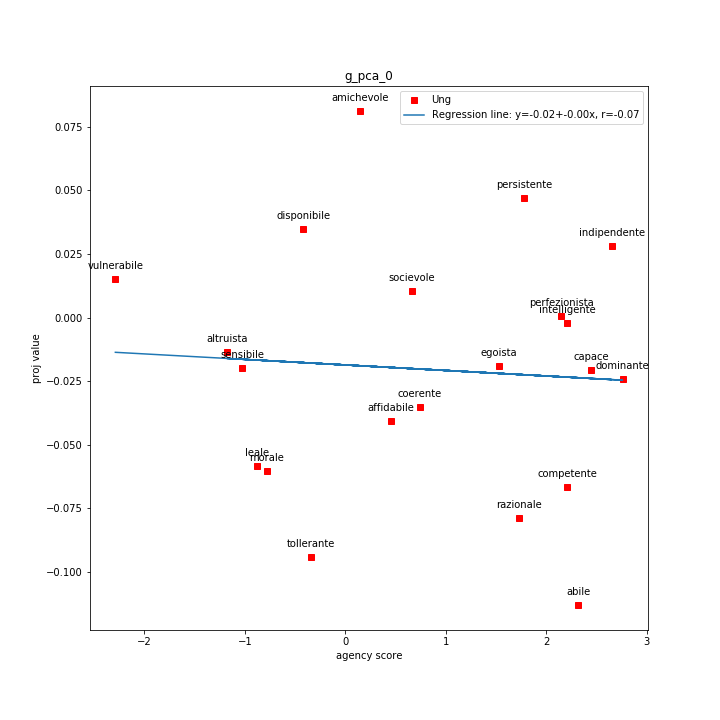 g_pca_0
Ung
Regression line: y=-0.02+-0.00x, r=-0.07
amichevole
persistente
disponibile
indipendente
vulnerabile
socievole
perfezionista
intelligente
altruista
sensibile
egoista
capace
dominante
coerente
affidabile
leale
morale
competente
razionale
tollerante
abile
0.075
0.050
0.025
0.000
−0.025
−0.050
−0.075
−0.100
proj value
−2
−1
0
1
2
3
agency score